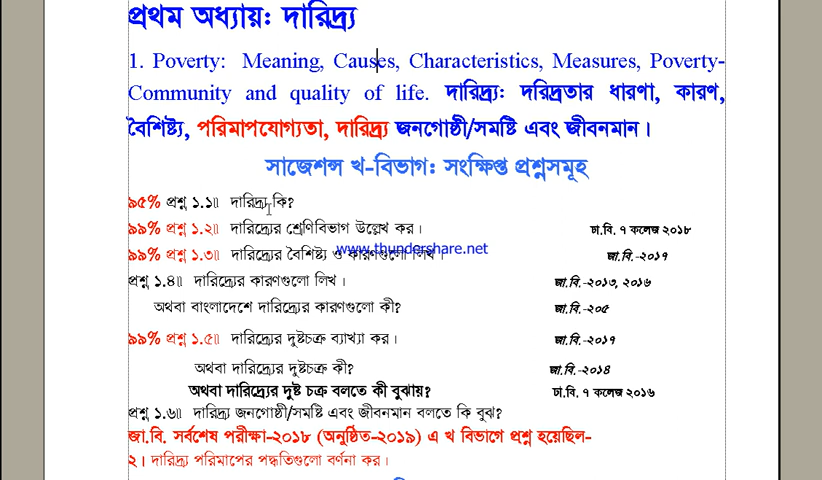 প্রথম অধ্যায়ঃ দারিদ্র্য
1. Poverty: Meaning, Causes, Characteristics, Measures, Poverty-
Community and quality of life. দারিদ্র্যঃ দরিদ্রতার ধারণা, কারণ,
বৈশিষ্ট্য, পরিমাপযোগ্যতা, দারিদ্র্য জনগোষ্ঠী/সমষ্টি এবং জীবনমান।
সাজেশন্স খ-বিভাগ: সংক্ষিপ্ত প্রশ্নসমূহ
৯৫% প্রশ্ন ১.১॥ দারিদ্র্য কি?
৯৯% প্রশ্ন ১.২॥ দারিদ্র্যের শ্রেণিবিভাগ উল্লেখ কর। ঢা.বি. ৭ কলেজ ২০১৮
www.thundershare.net
৯৯% প্রশ্ন ১.৩॥ দারিদ্র্যের বৈশিষ্ট্য ও কারণগুলো লিখ। জা.বি.-২০১৭
প্রশ্ন ১.৪॥ দারিদ্র্যের কারণগুলো লিখ। জা.বি.-২০১৩, ২০১৬
অথবা বাংলাদেশে দারিদ্র্যের কারণগুলো কী? জা.বি.-২০৫
৯৯% প্রশ্ন ১.৫॥ দারিদ্র্যের দুষ্টচক্র ব্যাখ্যা কর। জা.বি.-২০১৭
অথবা দারিদ্র্যের দুষ্টচক্র কী? জা.বি.-২০১৪
অথবা দারিদ্র্যের দুষ্ট চক্র বলতে কী বুঝায়? ঢা.বি. ৭ কলেজ ২০১৬
প্রশ্ন ১.৬॥ দারিদ্র্য জনগোষ্ঠী/সমষ্টি এবং জীবনমান বলতে কি বুঝ?
জা.বি. সর্বশেষ পরীক্ষা-২০১৮ (অনুষ্ঠিত-২০১৯) এ খ বিভাগে প্রশ্ন হয়েছিল-
২। দারিদ্র্য পরিমাপের পদ্ধতিগুলো বর্ণনা কর।